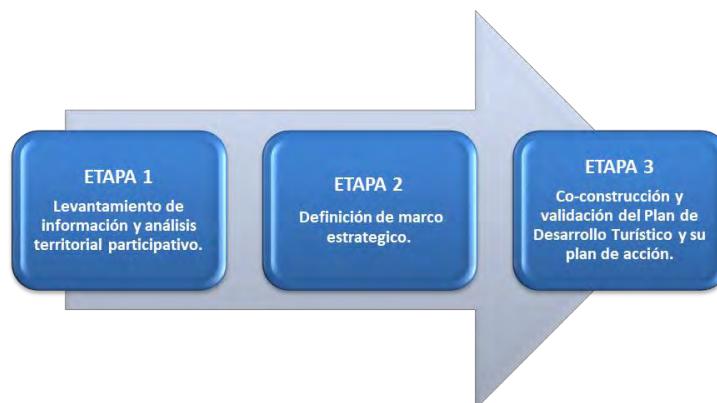 ETAPA 1
Levantamiento de
información y análisis
territorial participativo.
ETAPA 2
Definición de marco
estrategico.
ETAPA 3
Co-construcción y
validación del Plan de
Desarrollo Turístico y su
plan de acción.